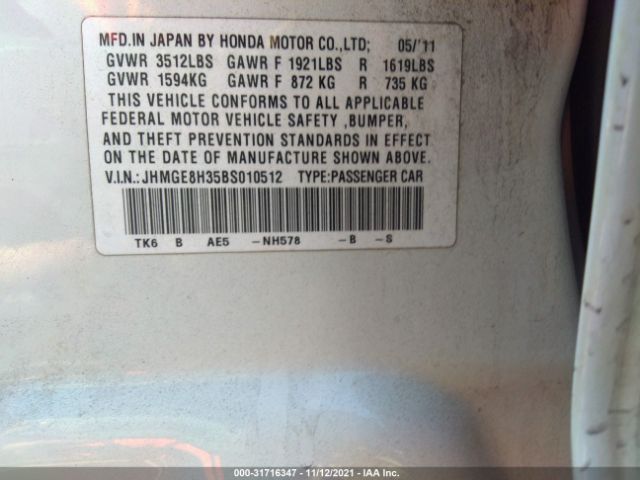 MFD.IN JAPAN BY HONDA MOTOR CO.,LTD; 05/'11
GVWR 3512LBS GAWR F 1921LBS R 1619LBS
GVWR 1594KG GAWR F 872 KG R 735 KG
THIS VEHICLE CONFORMS TO ALL APPLICABLE
FEDERAL MOTOR VEHICLE SAFETY ,BUMPER,
AND THEFT PREVENTION STANDARDS IN EFFECT
ON THE DATE OF MANUFACTURE SHOWN ABOVE.
V.I.N.:JHMGE8H35BS010512 TYPE:PASSENGER CAR
TK6 B AE5 -NH578 -B -S
000-31716347 - 11/12/2021 - IAA Inc.